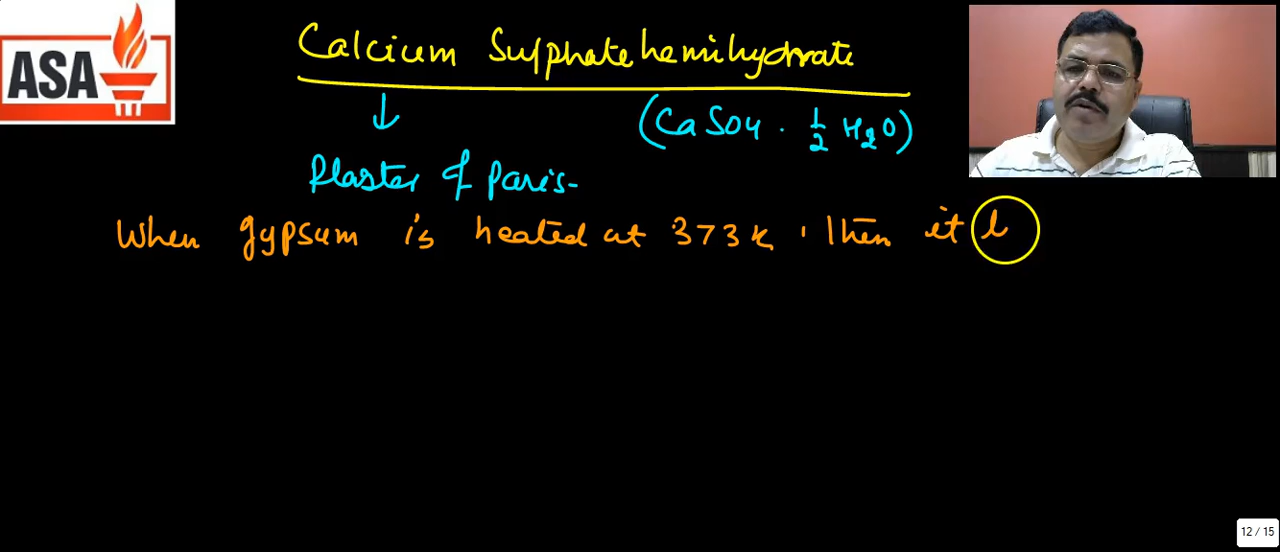 ASA
Calcium Sulphate hemihydrate
↓ (CaSO4 . 1/2 H2O)
Plaster of paris-
When gypsum is heated at 373K . Then it l
12 / 15